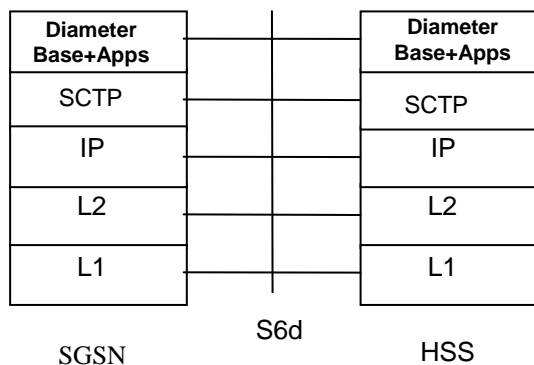 Diameter
Base+Apps
SCTP
IP
L2
L1
SGSN
S6d
Diameter
Base+Apps
SCTP
IP
L2
L1
HSS